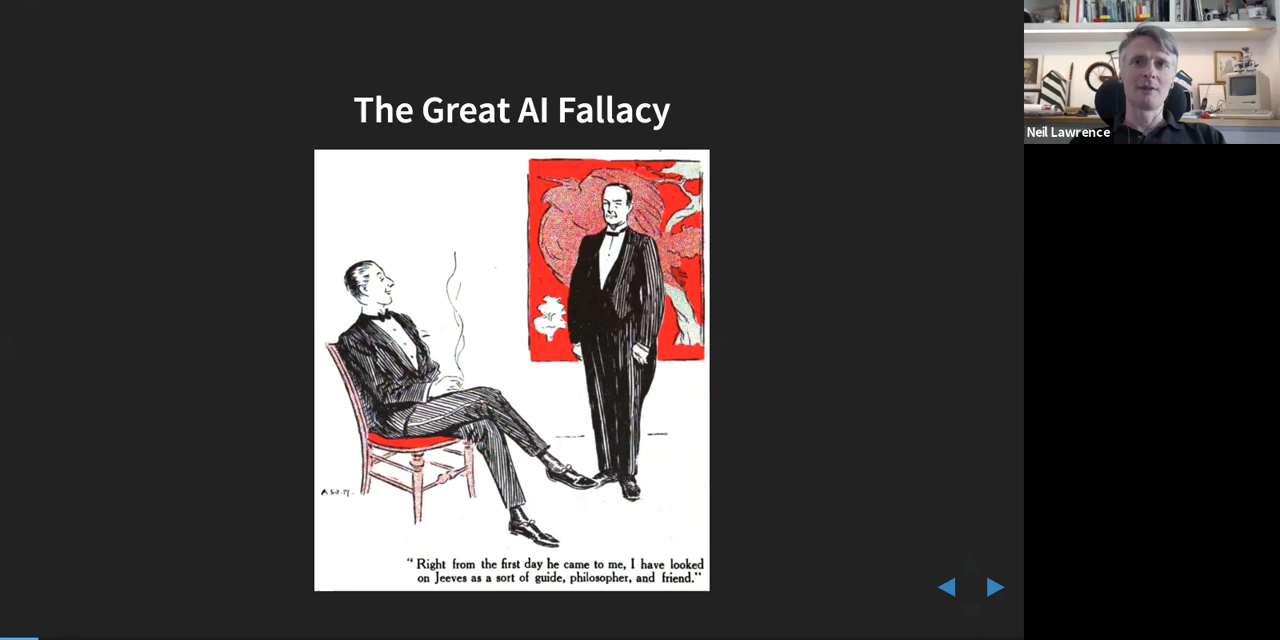 The Great AI Fallacy
Neil Lawrence
A.W.M.
"Right from the first day he came to me, I have looked
on Jeeves as a sort of guide, philosopher, and friend."